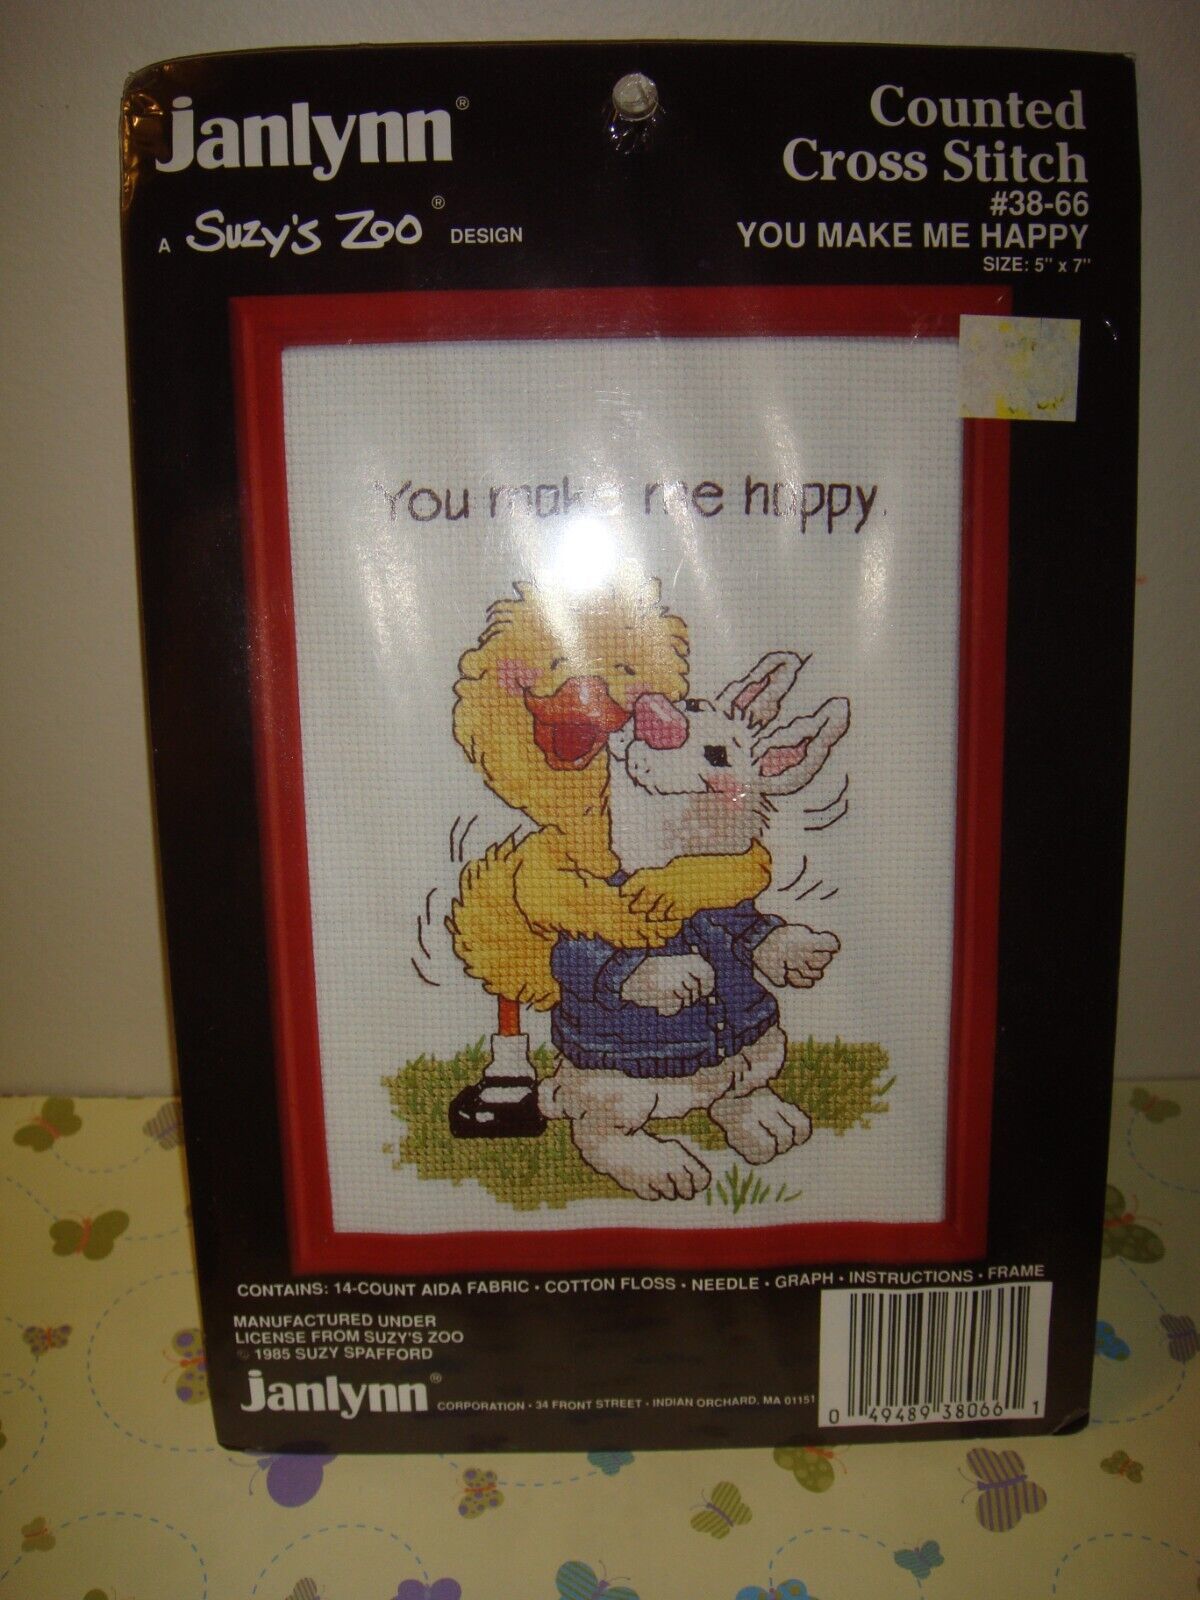 Janlynn®
A Suzy's Zoo® DESIGN
Counted
Cross Stitch
#38-66
YOU MAKE ME HAPPY
SIZE: 5" x 7"
You make me happy.
CONTAINS: 14-COUNT AIDA FABRIC • COTTON FLOSS • NEEDLE • GRAPH • INSTRUCTIONS • FRAME
MANUFACTURED UNDER
LICENSE FROM SUZY'S ZOO
© 1985 SUZY SPAFFORD
Janlynn® CORPORATION • 34 FRONT STREET • INDIAN ORCHARD, MA 01151
0 49489 38066 1